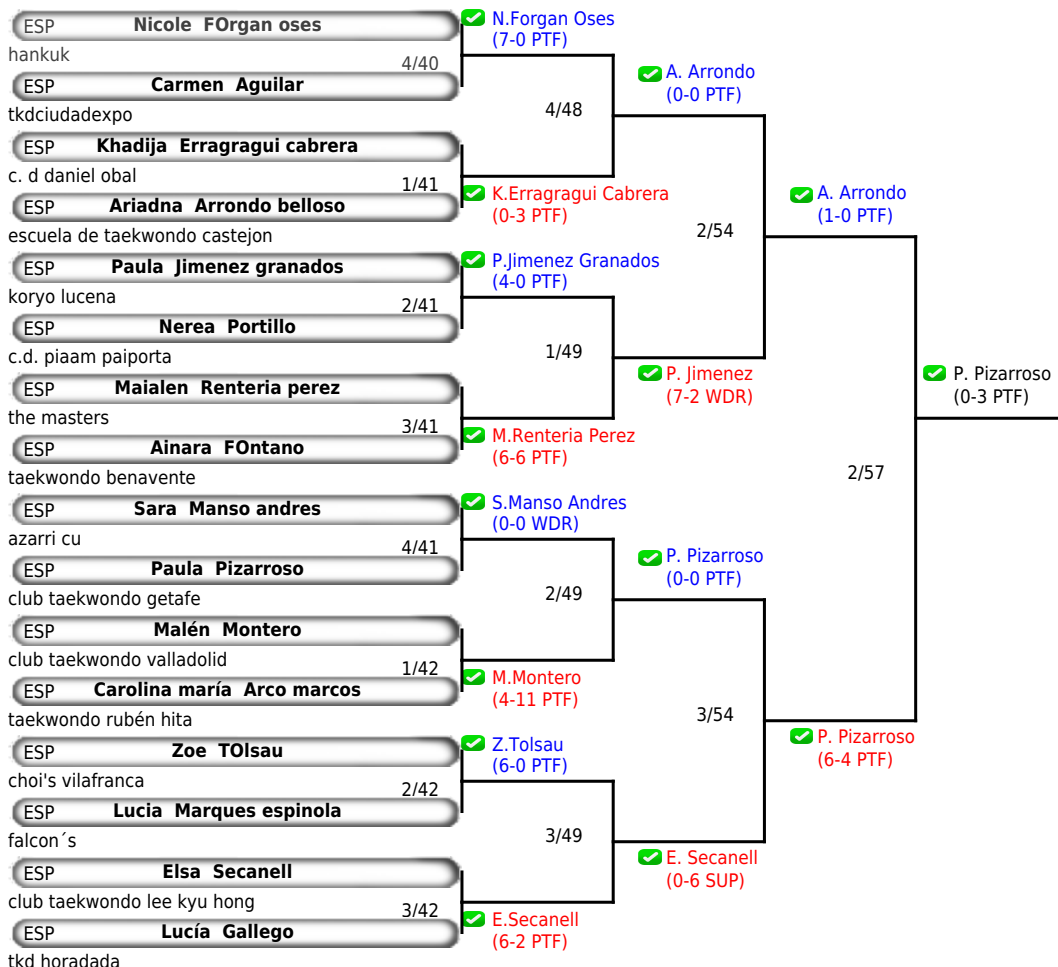 ESP Nicole FOrgan oses
hankuk
4/40
ESP Carmen Aguilar
tkdciudadexpo
ESP Khadija Erragragui cabrera
c. d daniel obal
1/41
ESP Ariadna Arrondo belloso
escuela de taekwondo castejon
ESP Paula Jimenez granados
koryo lucena
2/41
ESP Nerea Portillo
c.d. piaam paiporta
ESP Maialen Renteria perez
the masters
3/41
ESP Ainara FOntano
taekwondo benavente
ESP Sara Manso andres
azarri cu
4/41
ESP Paula Pizarroso
club taekwondo getafe
ESP Malén Montero
club taekwondo valladolid
1/42
ESP Carolina maría Arco marcos
taekwondo rubén hita
ESP Zoe TOlsau
choi's vilafranca
2/42
ESP Lucia Marques espinola
falcon´s
ESP Elsa Secanell
club taekwondo lee kyu hong
3/42
ESP Lucía Gallego
tkd horadada
N.Forgan Oses
(7-0 PTF)
4/48
K.Erragragui Cabrera
(0-3 PTF)
P.Jimenez Granados
(4-0 PTF)
1/49
M.Renteria Perez
(6-6 PTF)
S.Manso Andres
(0-0 WDR)
2/49
M.Montero
(4-11 PTF)
Z.Tolsau
(6-0 PTF)
3/49
E.Secanell
(6-2 PTF)
A. Arrondo
(0-0 PTF)
2/54
P. Jimenez
(7-2 WDR)
P. Pizarroso
(0-0 PTF)
3/54
E. Secanell
(0-6 SUP)
A. Arrondo
(1-0 PTF)
2/57
P. Pizarroso
(6-4 PTF)
P. Pizarroso
(0-3 PTF)